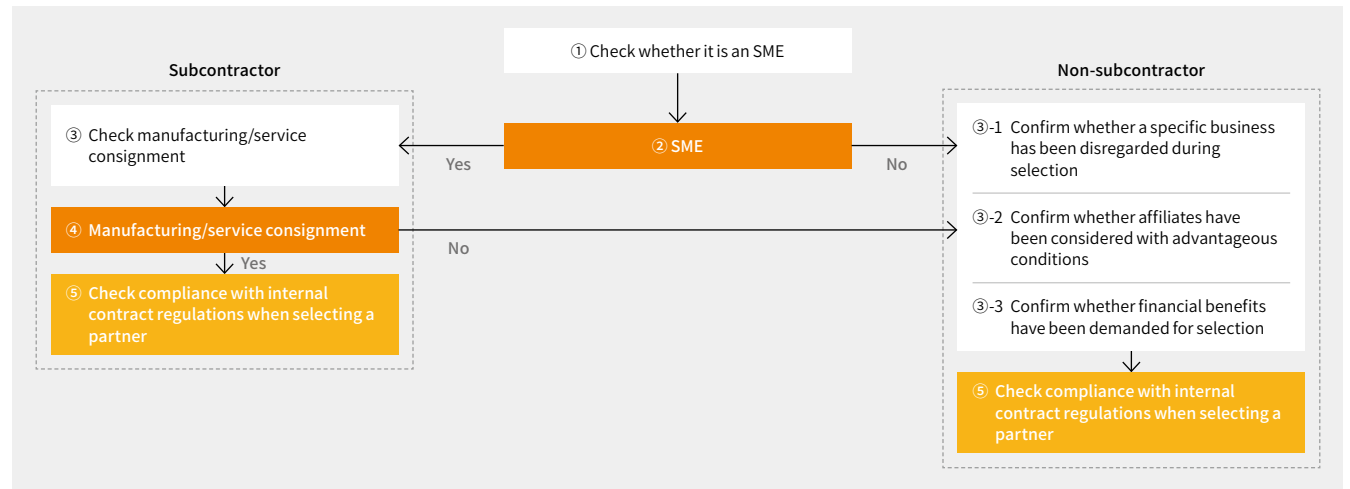 ① Check whether it is an SME
Subcontractor
Non-subcontractor
③ Check manufacturing/service
consignment
② SME
Yes
No
③-1 Confirm whether a specific business
has been disregarded during
selection
④ Manufacturing/service consignment
No
Yes
③-2 Confirm whether affiliates have
been considered with advantageous
conditions
⑤ Check compliance with internal
contract regulations when selecting a
partner
③-3 Confirm whether financial benefits
have been demanded for selection
⑤ Check compliance with internal
contract regulations when selecting a
partner